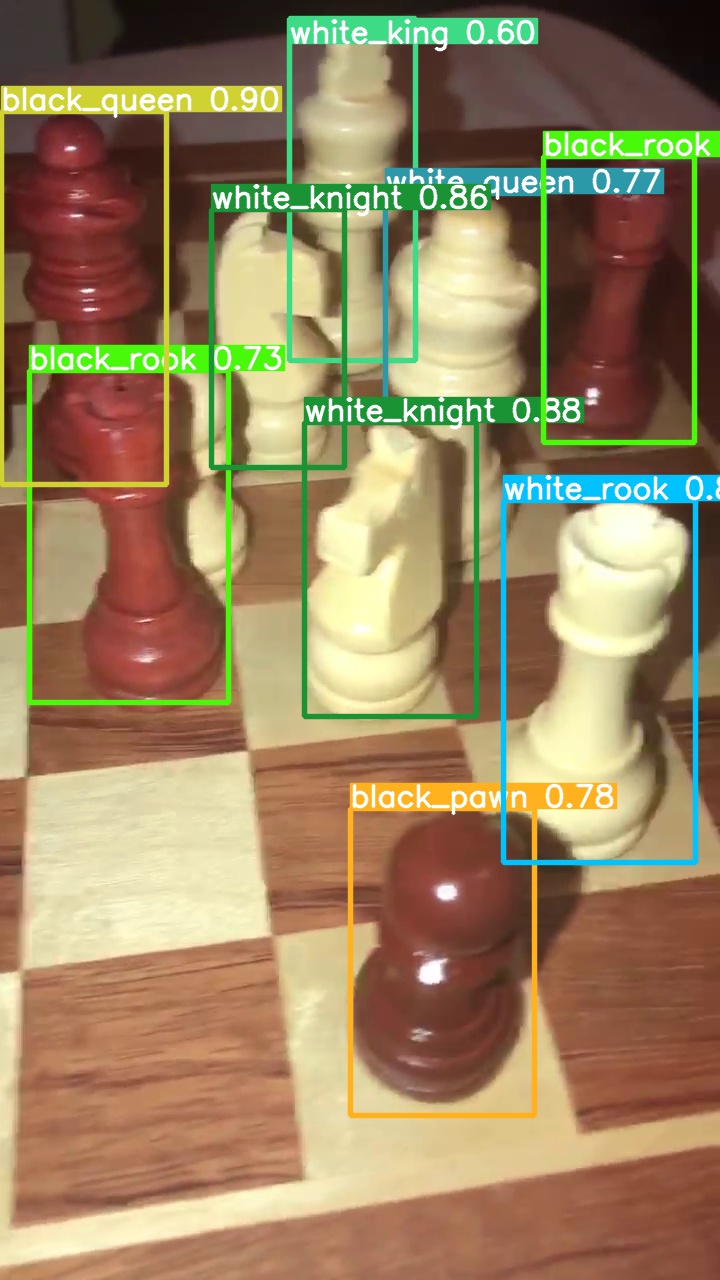 white_king 0.60
black_queen 0.90
black_rook
white_queen 0.77
white_knight 0.86
black_rook 0.73
white_knight 0.88
white_rook
black_pawn 0.78